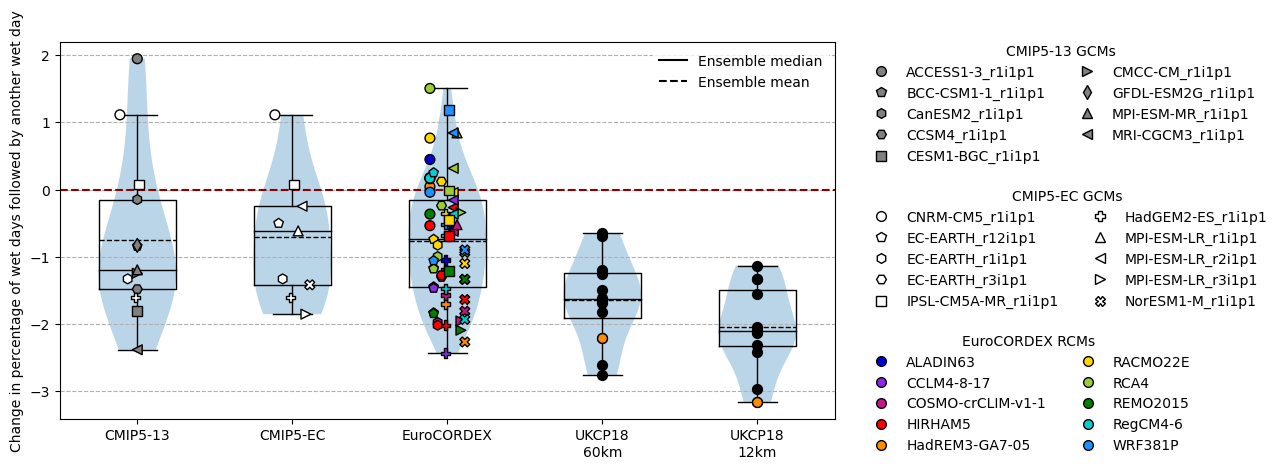 Change in percentage of wet days followed by another wet day
2
1
0
−1
−2
−3
Ensemble median
Ensemble mean
CMIP5-13
CMIP5-EC
EuroCORDEX
UKCP18
60km
UKCP18
12km
CMIP5-13 GCMs
ACCESS1-3_r1i1p1
BCC-CSM1-1_r1i1p1
CanESM2_r1i1p1
CCSM4_r1i1p1
CESM1-BGC_r1i1p1
CMCC-CM_r1i1p1
GFDL-ESM2G_r1i1p1
MPI-ESM-MR_r1i1p1
MRI-CGCM3_r1i1p1
CMIP5-EC GCMs
CNRM-CM5_r1i1p1
EC-EARTH_r12i1p1
EC-EARTH_r1i1p1
EC-EARTH_r3i1p1
IPSL-CM5A-MR_r1i1p1
HadGEM2-ES_r1i1p1
MPI-ESM-LR_r1i1p1
MPI-ESM-LR_r2i1p1
MPI-ESM-LR_r3i1p1
NorESM1-M_r1i1p1
EuroCORDEX RCMs
ALADIN63
CCLM4-8-17
COSMO-crCLIM-v1-1
HIRHAM5
HadREM3-GA7-05
RACMO22E
RCA4
REMO2015
RegCM4-6
WRF381P